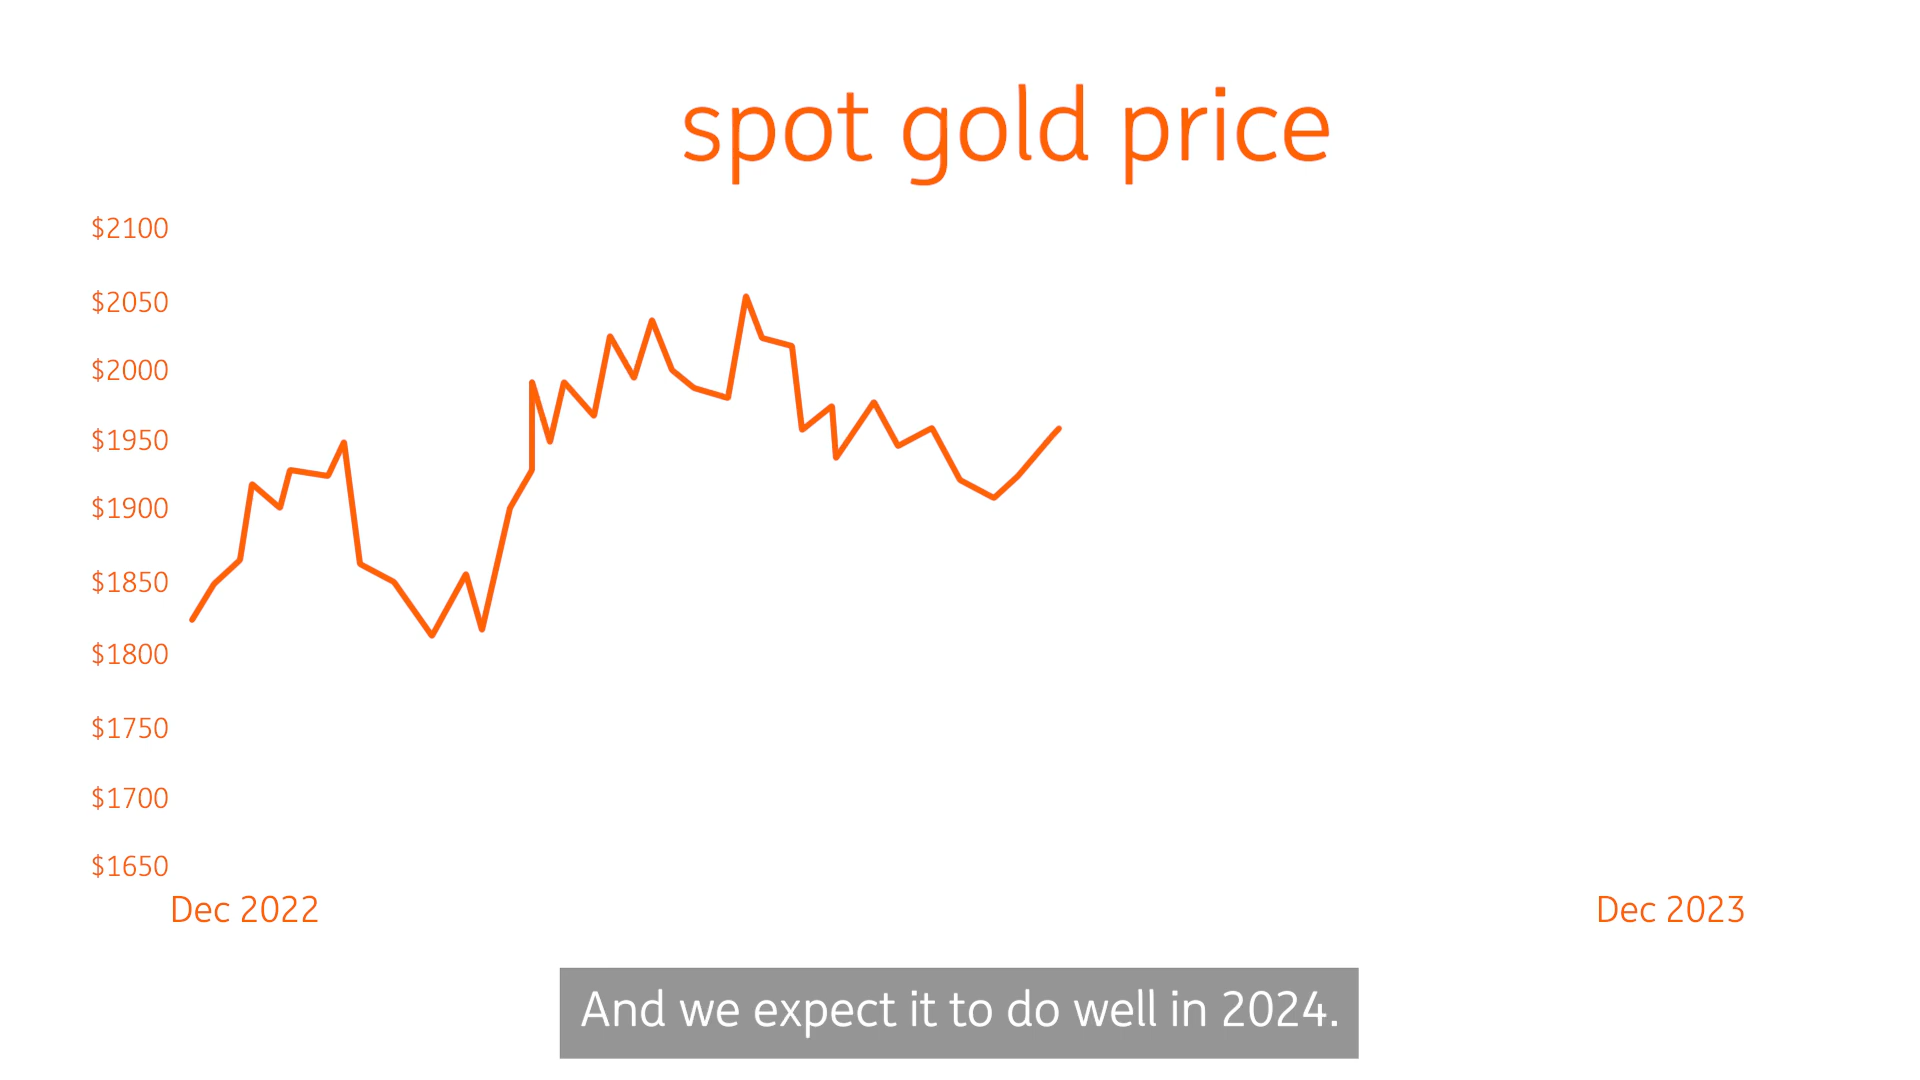 spot gold price
$2100
$2050
$2000
$1950
$1900
$1850
$1800
$1750
$1700
$1650
Dec 2022
Dec 2023
And we expect it to do well in 2024.